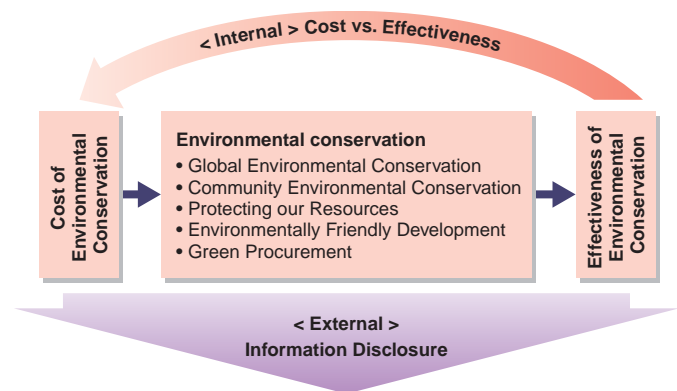 < Internal > Cost vs. Effectiveness
Cost of
Environmental
Conservation
Environmental conservation
• Global Environmental Conservation
• Community Environmental Conservation
• Protecting our Resources
• Environmentally Friendly Development
• Green Procurement
Effectiveness of
Environmental
Conservation
< External >
Information Disclosure